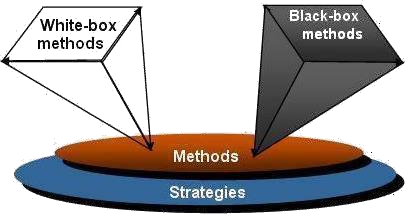 White-box
methods
Black-box
methods
Methods
Strategies